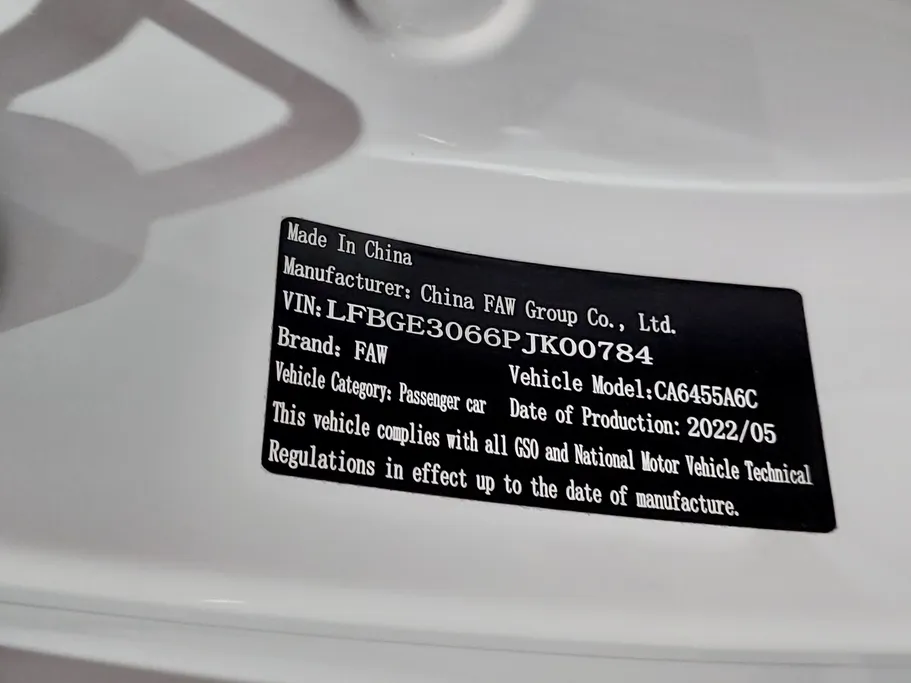 Made In China
Manufacturer: China FAW Group Co., Ltd.
VIN: LFBGE3066PJK00784
Brand: FAW
Vehicle Model:CA6455A6C
Vehicle Category: Passenger car
Date of Production: 2022/05
This vehicle complies with all GSO and National Motor Vehicle Technical
Regulations in effect up to the date of manufacture.